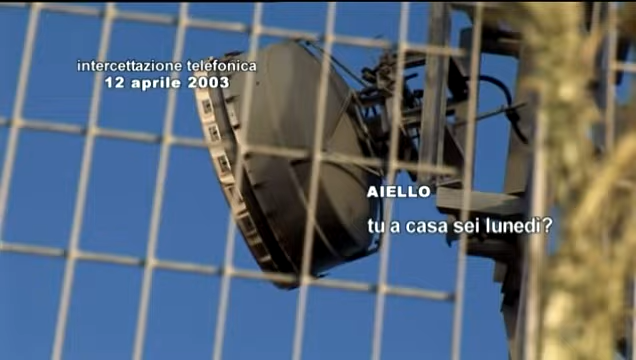 intercettazione telefonica
12 aprile 2003
AIELLO
tu a casa sei lunedì?